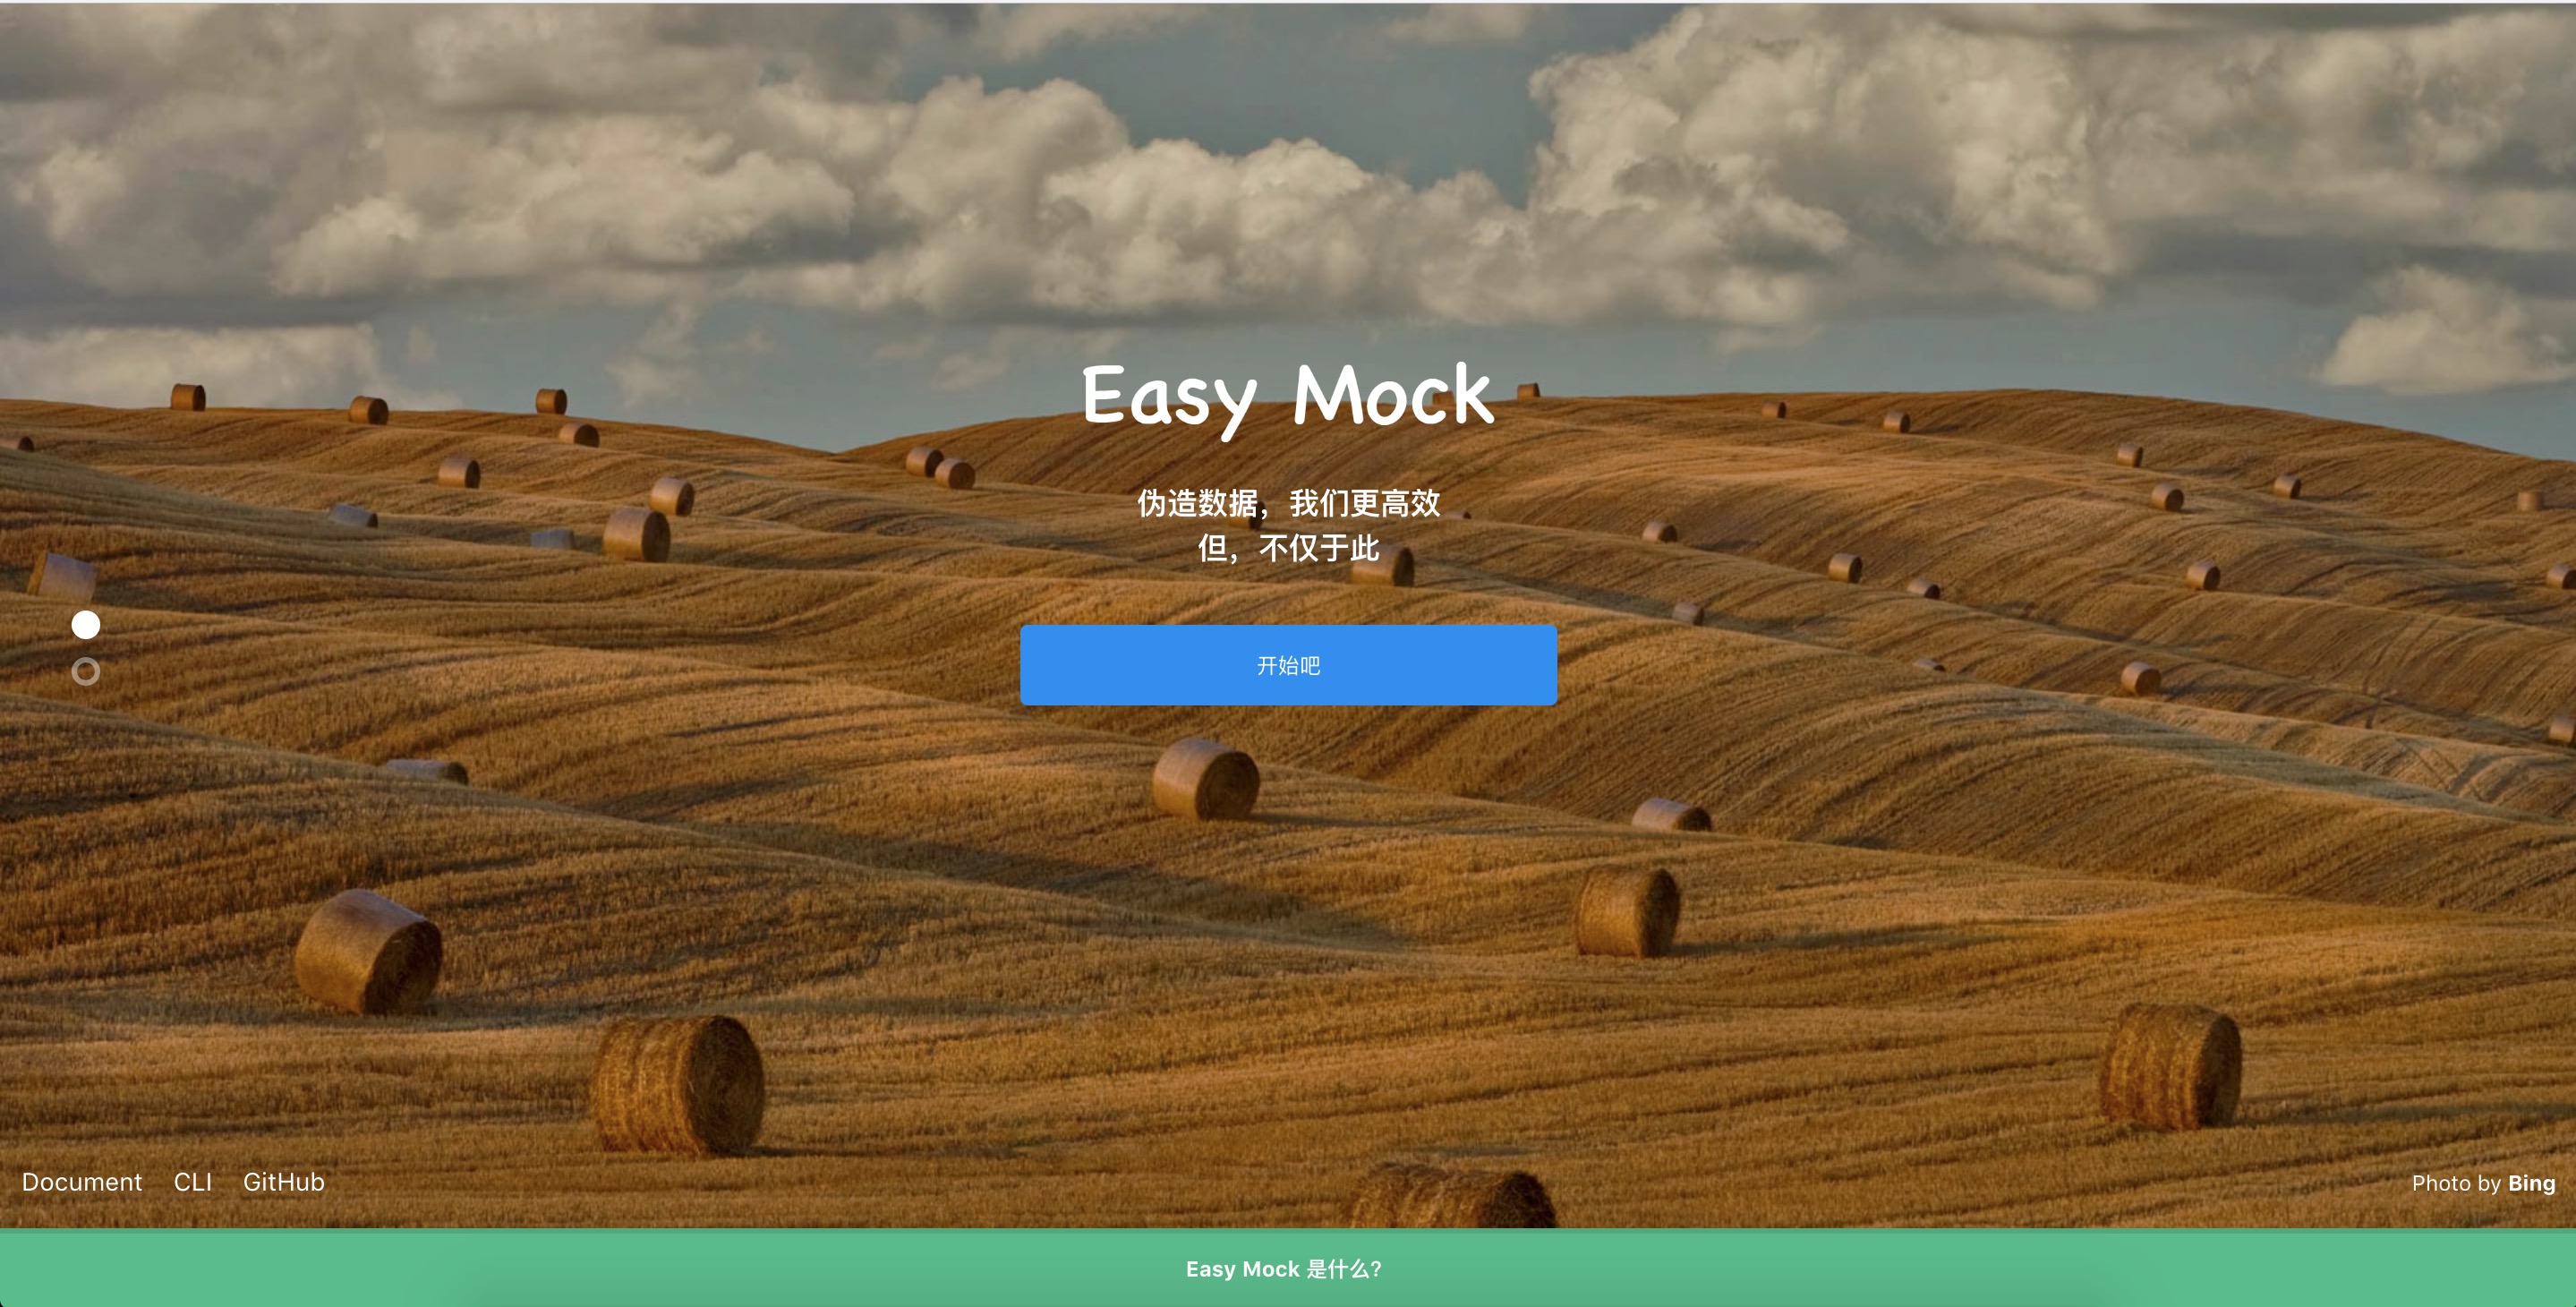 Easy Mock
伪造数据，我们更高效
但，不仅于此
开始吧
Document CLI GitHub
Photo by Bing
Easy Mock 是什么?